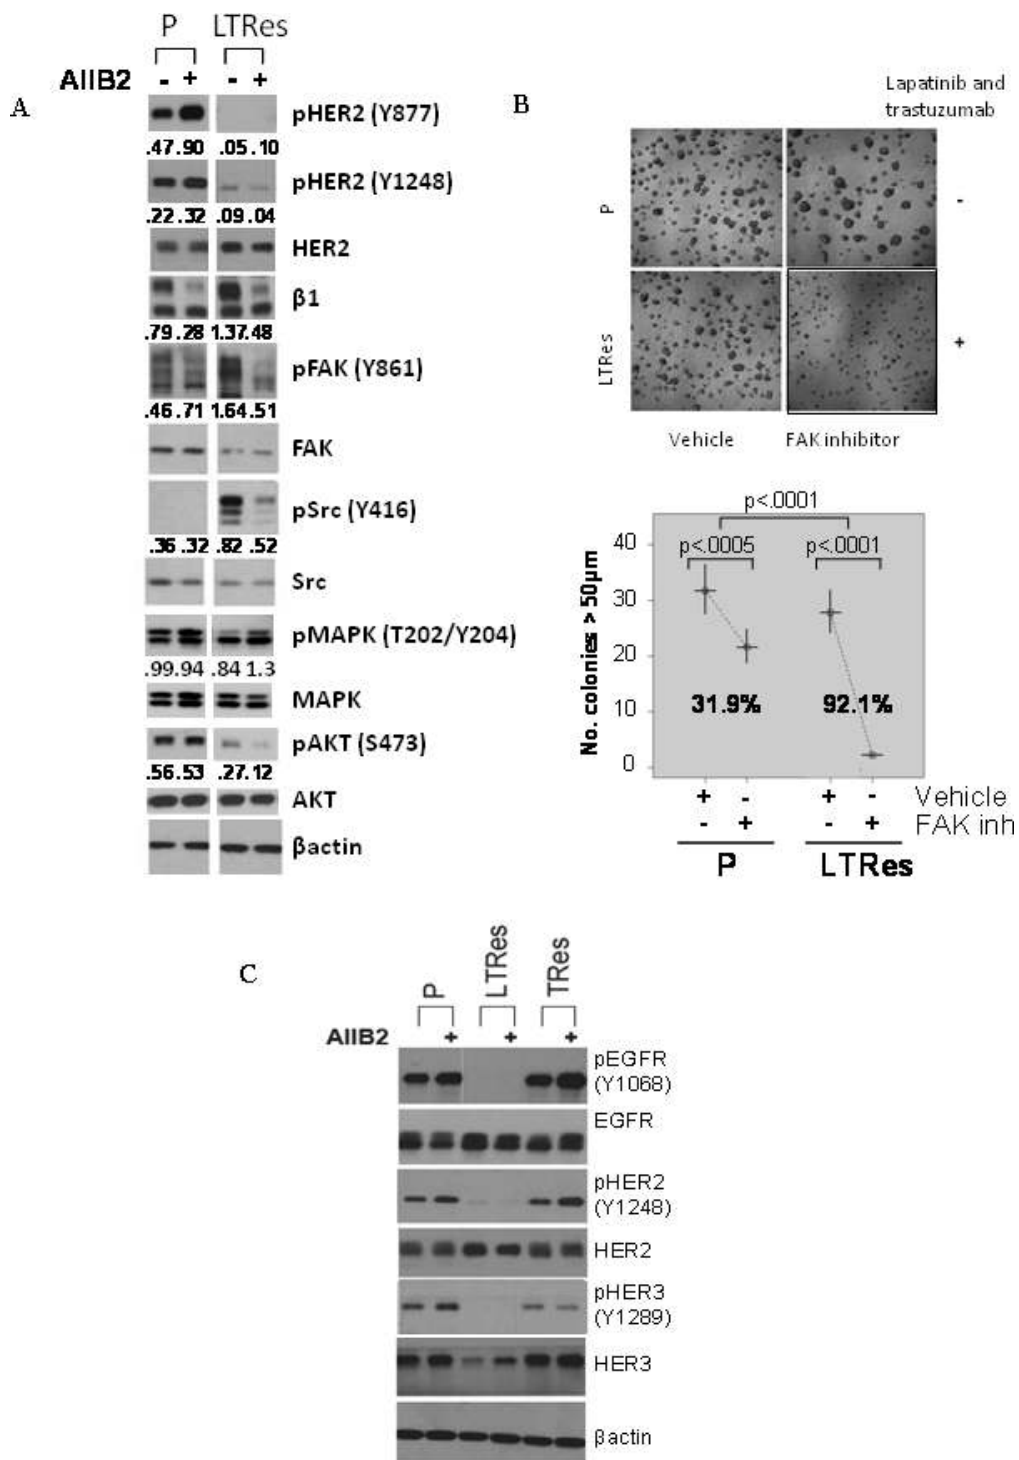 A
P LTRes
AIIB2 - + - +
pHER2 (Y877)
.47 .90 .05 .10
pHER2 (Y1248)
.22 .32 .09 .04
HER2
β1
.79 .28 1.37 .48
pFAK (Y861)
.46 .71 1.64 .51
FAK
pSrc (Y416)
.36 .32 .82 .52
Src
pMAPK (T202/Y204)
.99 .94 .84 1.3
MAPK
pAKT (S473)
.56 .53 .27 .12
AKT
βactin
B
Lapatinib and
trastuzumab
P
-
LTRes
+
Vehicle FAK inhibitor
p<.0001
p<.0005 p<.0001
No. colonies > 50µm
40
30
20
10
0
31.9% 92.1%
+ - + - Vehicle
- + - + FAK inh
P LTRes
C
P LTRes TRes
AIIB2 + + +
pEGFR
(Y1068)
EGFR
pHER2
(Y1248)
HER2
pHER3
(Y1289)
HER3
βactin